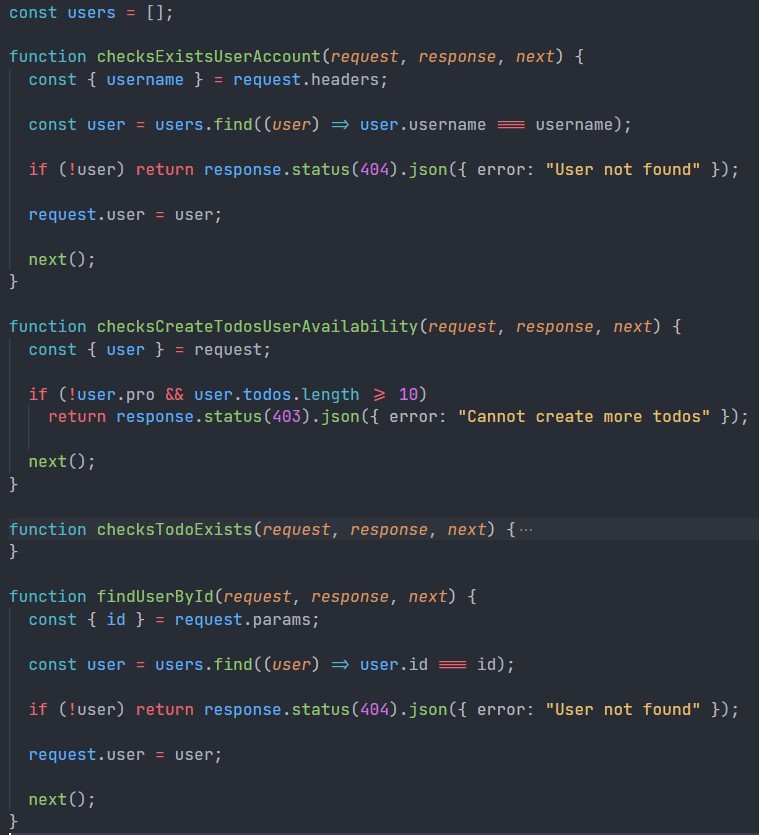 const users = [];
function checksExistsUserAccount(request, response, next) {
const { username } = request.headers;
const user = users.find((user) => user.username === username);
if (!user) return response.status(404).json({ error: "User not found" });
request.user = user;
next();
}
function checksCreateTodosUserAvailability(request, response, next) {
const { user } = request;
if (!user.pro && user.todos.length >= 10)
return response.status(403).json({ error: "Cannot create more todos" });
next();
}
function checksTodoExists(request, response, next) {···
}
function findUserById(request, response, next) {
const { id } = request.params;
const user = users.find((user) => user.id === id);
if (!user) return response.status(404).json({ error: "User not found" });
request.user = user;
next();
}